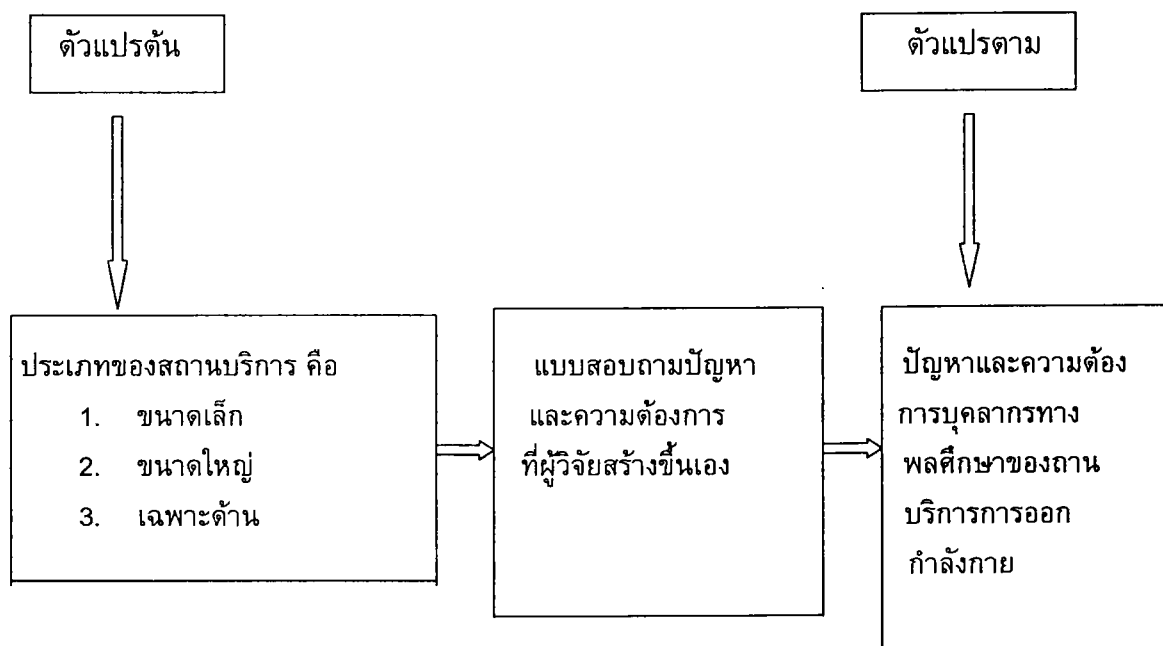 ตัวแปรต้น
ตัวแปรตาม
ประเภทของสถานบริการ คือ
1. ขนาดเล็ก
2. ขนาดใหญ่
3. เฉพาะด้าน
แบบสอบถามปัญหา
และความต้องการ
ที่ผู้วิจัยสร้างขึ้นเอง
ปัญหาและความต้อง
การบุคลากรทาง
พลศึกษาของถาน
บริการการออก
กำลังกาย